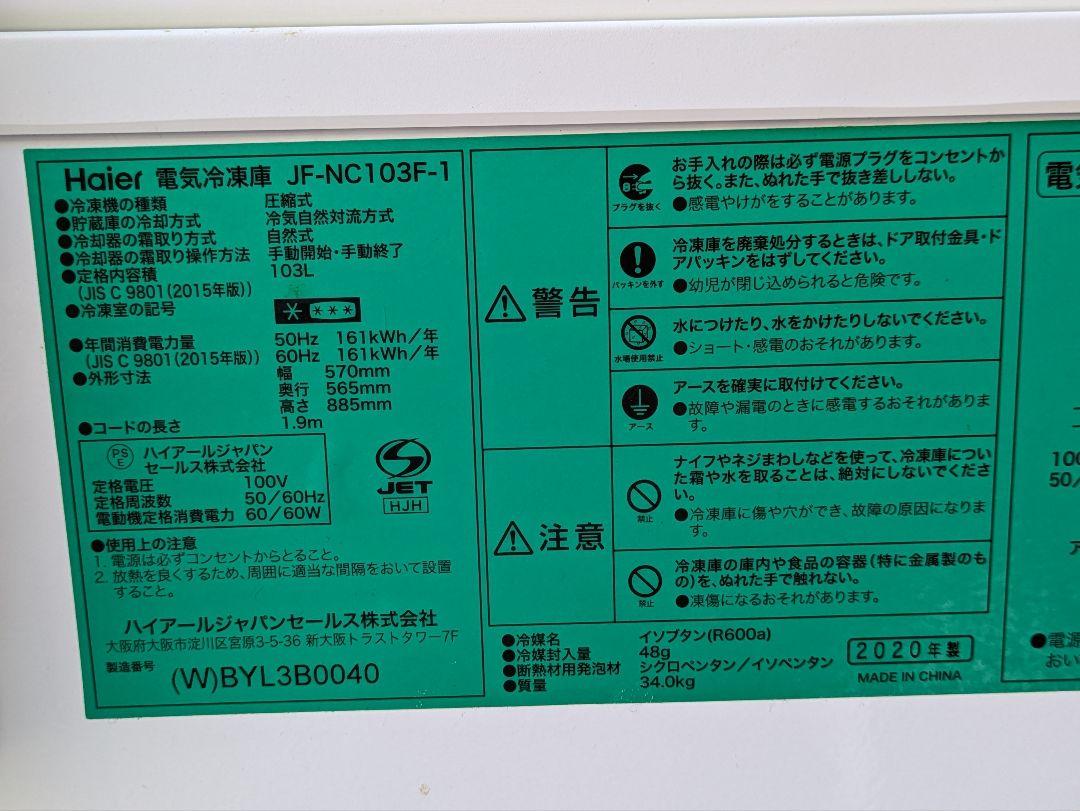 Haier 電気冷凍庫 JF-NC103F-1
●冷凍機の種類 圧縮式
●貯蔵庫の冷却方式 冷気自然対流方式
●冷却器の霜取り方式 自然式
●冷却器の霜取り操作方法 手動開始・手動終了
●定格内容積 103L
(JIS C 9801(2015年版))
●冷凍室の記号
●年間消費電力量 50Hz 161kWh/年
(JIS C 9801(2015年版)) 60Hz 161kWh/年
●外形寸法 幅 570mm
奥行 565mm
高さ 885mm
●コードの長さ 1.9m
PS
E
ハイアールジャパン
セールス株式会社
定格電圧 100V
定格周波数 50/60Hz
電動機定格消費電力 60/60W
JET
HJH
●使用上の注意
1. 電源は必ずコンセントからとること。
2. 放熱を良くするため、周囲に適当な間隔をおいて設置
すること。
ハイアールジャパンセールス株式会社
大阪府大阪市淀川区宮原3-5-36 新大阪トラストタワー7F
製造番号
(W)BYL3B0040
警告
プラグを抜く
お手入れの際は必ず電源プラグをコンセントか
ら抜く。また、ぬれた手で抜き差ししない。
●感電やけがをすることがあります。
パッキンを外す
冷凍庫を廃棄処分するときは、ドア取付金具・ド
アパッキンをはずしてください。
●幼児が閉じ込められると危険です。
水場使用禁止
水につけたり、水をかけたりしないでください。
●ショート・感電のおそれがあります。
アース
アースを確実に取付けてください。
●故障や漏電のときに感電するおそれがありま
す。
注意
禁止
ナイフやネジまわしなどを使って、冷凍庫につい
た霜や水を取ることは、絶対にしないでくださ
い。
●冷凍庫に傷や穴ができ、故障の原因になりま
す。
禁止
冷凍庫の庫内や食品の容器(特に金属製のも
の)を、ぬれた手で触れない。
●凍傷になるおそれがあります。
●冷媒名 イソブタン(R600a)
●冷媒封入量 48g
●断熱材用発泡材 シクロペンタン/イソペンタン
●質量 34.0kg
2020年製
MADE IN CHINA
電
100
50/
ア
●電源
おい